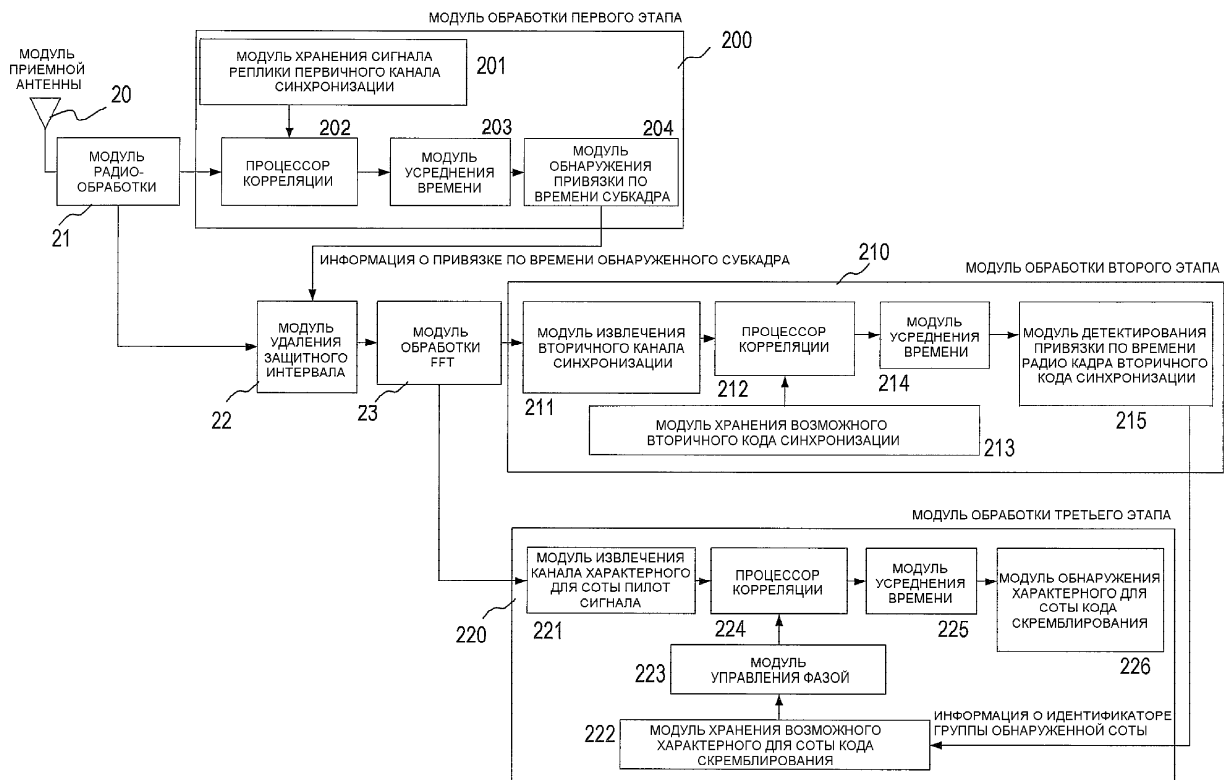 МОДУЛЬ ОБРАБОТКИ ПЕРВОГО ЭТАПА
200
МОДУЛЬ
ПРИЕМНОЙ
АНТЕННЫ
20
МОДУЛЬ ХРАНЕНИЯ СИГНАЛА
РЕПЛИКИ ПЕРВИЧНОГО КАНАЛА
СИНХРОНИЗАЦИИ
201
202
203
204
МОДУЛЬ
РАДИО-
ОБРАБОТКИ
21
ПРОЦЕССОР
КОРРЕЛЯЦИИ
МОДУЛЬ
УСРЕДНЕНИЯ
ВРЕМЕНИ
МОДУЛЬ
ОБНАРУЖЕНИЯ
ПРИВЯЗКИ ПО
ВРЕМЕНИ СУБКАДРА
ИНФОРМАЦИЯ О ПРИВЯЗКЕ ПО ВРЕМЕНИ ОБНАРУЖЕННОГО СУБКАДРА
210
МОДУЛЬ ОБРАБОТКИ ВТОРОГО ЭТАПА
МОДУЛЬ
УДАЛЕНИЯ
ЗАЩИТНОГО
ИНТЕРВАЛА
22
МОДУЛЬ
ОБРАБОТКИ
FFT
23
МОДУЛЬ ИЗВЛЕЧЕНИЯ
ВТОРИЧНОГО КАНАЛА
СИНХРОНИЗАЦИИ
211
ПРОЦЕССОР
КОРРЕЛЯЦИИ
212
МОДУЛЬ
УСРЕДНЕНИЯ
ВРЕМЕНИ
214
МОДУЛЬ ДЕТЕКТИРОВАНИЯ
ПРИВЯЗКИ ПО ВРЕМЕНИ
РАДИО КАДРА ВТОРИЧНОГО
КОДА СИНХРОНИЗАЦИИ
215
МОДУЛЬ ХРАНЕНИЯ ВОЗМОЖНОГО
ВТОРИЧНОГО КОДА СИНХРОНИЗАЦИИ
213
МОДУЛЬ ОБРАБОТКИ ТРЕТЬЕГО ЭТАПА
220
МОДУЛЬ ИЗВЛЕЧЕНИЯ
КАНАЛА ХАРАКТЕРНОГО
ДЛЯ СОТЫ ПИЛОТ
СИГНАЛА
221
ПРОЦЕССОР
КОРРЕЛЯЦИИ
224
МОДУЛЬ
УСРЕДНЕНИЯ
ВРЕМЕНИ
225
МОДУЛЬ ОБНАРУЖЕНИЯ
ХАРАКТЕРНОГО ДЛЯ
СОТЫ КОДА
СКРЕМБЛИРОВАНИЯ
226
223
МОДУЛЬ
УПРАВЛЕНИЯ ФАЗОЙ
222
МОДУЛЬ ХРАНЕНИЯ ВОЗМОЖНОГО
ХАРАКТЕРНОГО ДЛЯ СОТЫ КОДА
СКРЕМБЛИРОВАНИЯ
ИНФОРМАЦИЯ О ИДЕНТИФИКАТОРЕ
ГРУППЫ ОБНАРУЖЕННОЙ СОТЫ